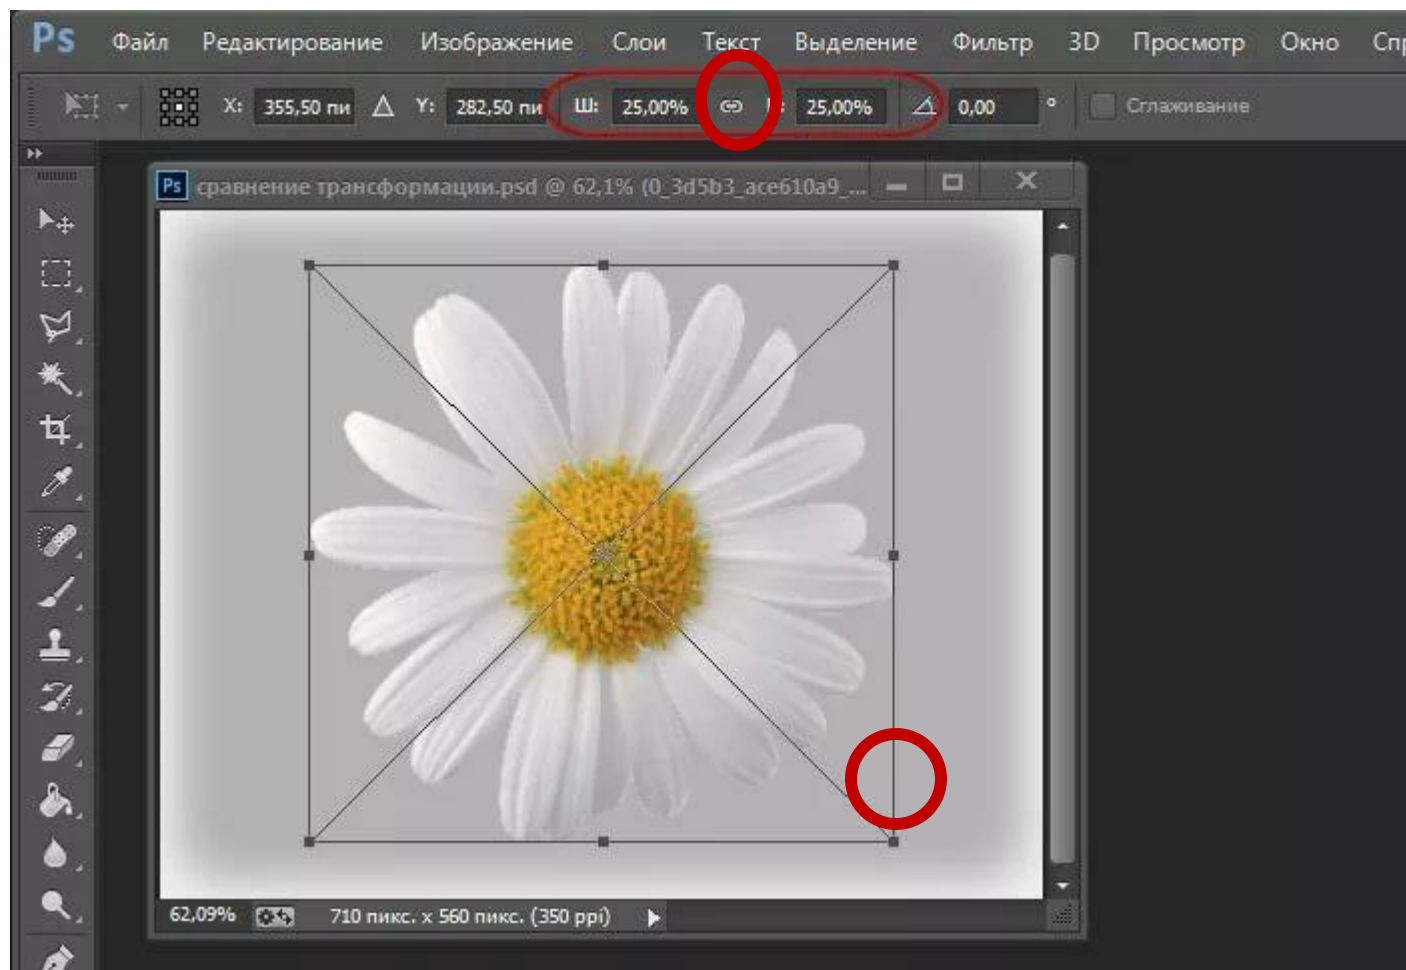 Ps Файл Редактирование Изображение Слои Текст Выделение Фильтр 3D Просмотр Окно Спр
X: 355,50 пи Y: 282,50 пи Ш: 25,00% 25,00% 0,00 ° Сглаживание
Ps сравнение трансформации.psd @ 62,1% (0_3d5b3_ace610a9_...
62,09% 710 пикс. x 560 пикс. (350 ppi)